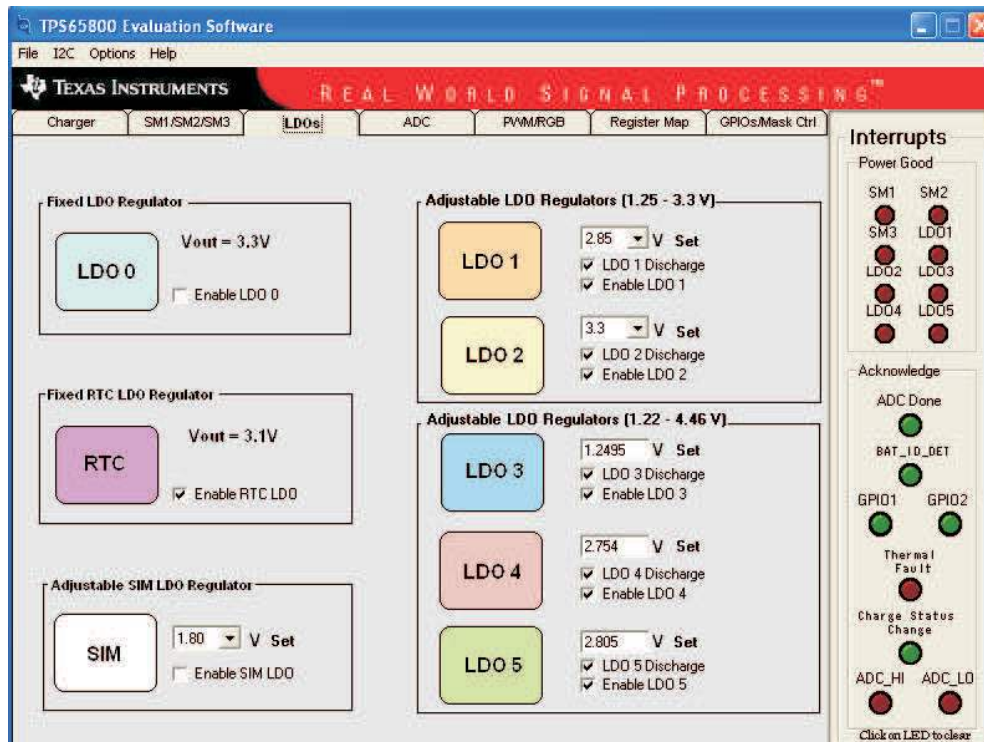 TPS65800 Evaluation Software
File I2C Options Help
TEXAS INSTRUMENTS
REAL WORLD SIGNAL PROCESSING™
Charger SM1/SM2/SM3 LDOs ADC PWM/RGB Register Map GPIOs/Mask Ctrl
Fixed LDO Regulator
LDO 0
Vout = 3.3V
Enable LDO 0
Fixed RTC LDO Regulator
RTC
Vout = 3.1V
Enable RTC LDO
Adjustable SIM LDO Regulator
SIM
1.80 V Set
Enable SIM LDO
Adjustable LDO Regulators (1.25 - 3.3 V)
LDO 1
2.85 V Set
LDO 1 Discharge
Enable LDO 1
LDO 2
3.3 V Set
LDO 2 Discharge
Enable LDO 2
Adjustable LDO Regulators (1.22 - 4.46 V)
LDO 3
1.2495 V Set
LDO 3 Discharge
Enable LDO 3
LDO 4
2.754 V Set
LDO 4 Discharge
Enable LDO 4
LDO 5
2.805 V Set
LDO 5 Discharge
Enable LDO 5
Interrupts
Power Good
SM1 SM2
SM3 LDO1
LDO2 LDO3
LDO4 LDO5
Acknowledge
ADC Done
BAT_ID_DET
GPIO1 GPIO2
Thermal
Fault
Charge Status
Change
ADC_HI ADC_LO
Click on LED to clear